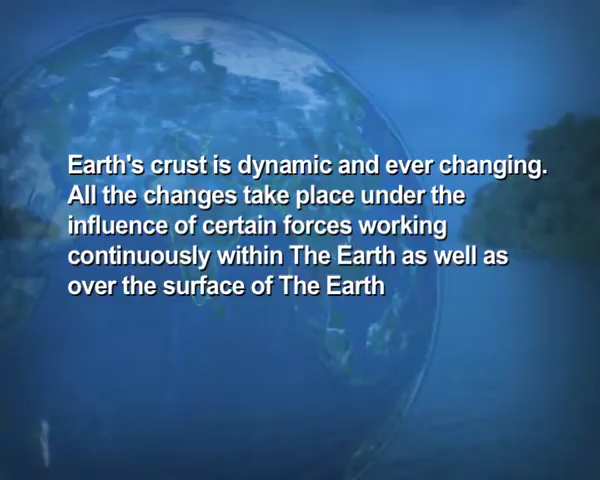 Earth's crust is dynamic and ever changing.
All the changes take place under the
influence of certain forces working
continuously within The Earth as well as
over the surface of The Earth